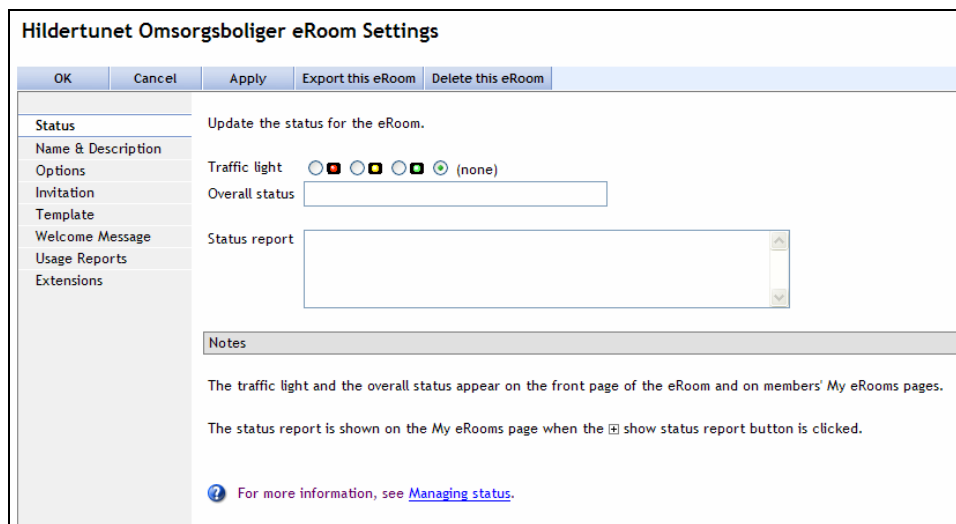 Hildertunet Omsorgsboliger eRoom Settings
OK Cancel Apply Export this eRoom Delete this eRoom
Status
Name & Description
Options
Invitation
Template
Welcome Message
Usage Reports
Extensions
Update the status for the eRoom.
Traffic light (none)
Overall status
Status report
Notes
The traffic light and the overall status appear on the front page of the eRoom and on members' My eRooms pages.
The status report is shown on the My eRooms page when the show status report button is clicked.
For more information, see Managing status.